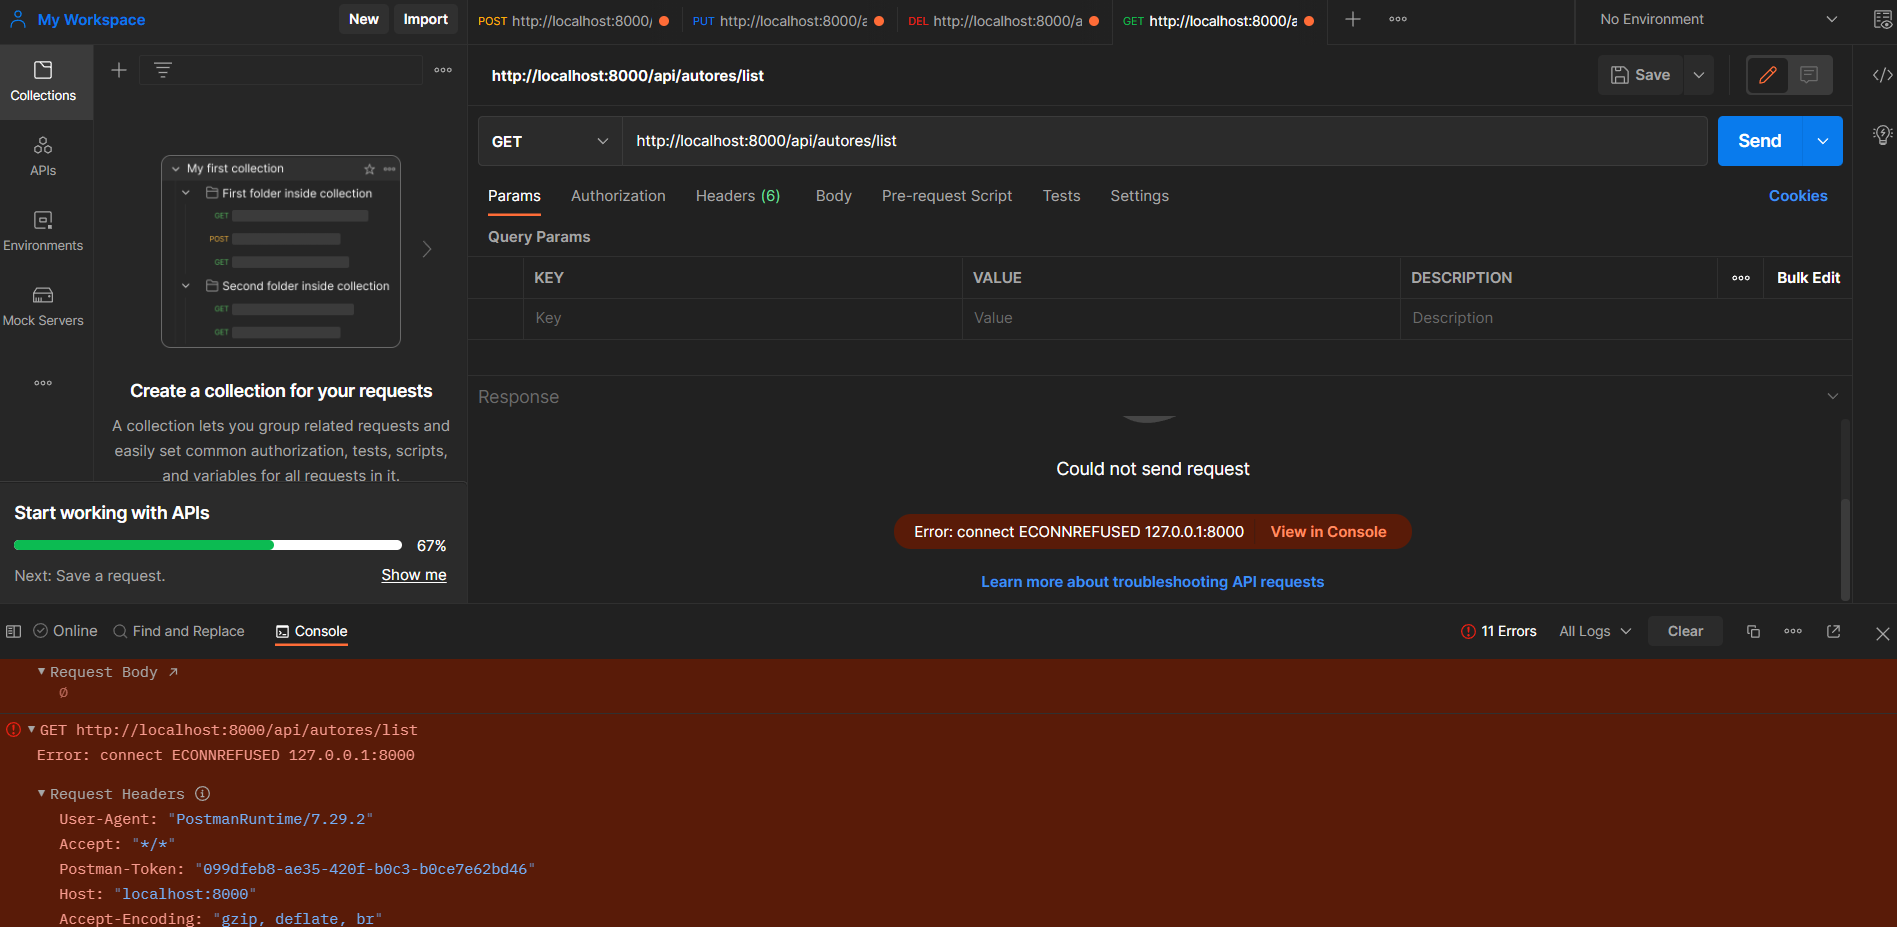 My Workspace
New
Import
POST http://localhost:8000/
PUT http://localhost:8000/a
DEL http://localhost:8000/a
GET http://localhost:8000/a
No Environment
Collections
APIs
Environments
Mock Servers
My first collection
First folder inside collection
GET
POST
GET
Second folder inside collection
GET
GET
Create a collection for your requests
A collection lets you group related requests and
easily set common authorization, tests, scripts,
and variables for all requests in it.
Start working with APIs
67%
Next: Save a request.
Show me
http://localhost:8000/api/autores/list
Save
GET
http://localhost:8000/api/autores/list
Send
Params
Authorization
Headers (6)
Body
Pre-request Script
Tests
Settings
Cookies
Query Params
KEY
VALUE
DESCRIPTION
Bulk Edit
Key
Value
Description
Response
Could not send request
Error: connect ECONNREFUSED 127.0.0.1:8000
View in Console
Learn more about troubleshooting API requests
Online
Find and Replace
Console
11 Errors
All Logs
Clear
Request Body
Ø
GET http://localhost:8000/api/autores/list
Error: connect ECONNREFUSED 127.0.0.1:8000
Request Headers
User-Agent: "PostmanRuntime/7.29.2"
Accept: "*/*"
Postman-Token: "099dfeb8-ae35-420f-b0c3-b0ce7e62bd46"
Host: "localhost:8000"
Accept-Encoding: "gzip, deflate, br"